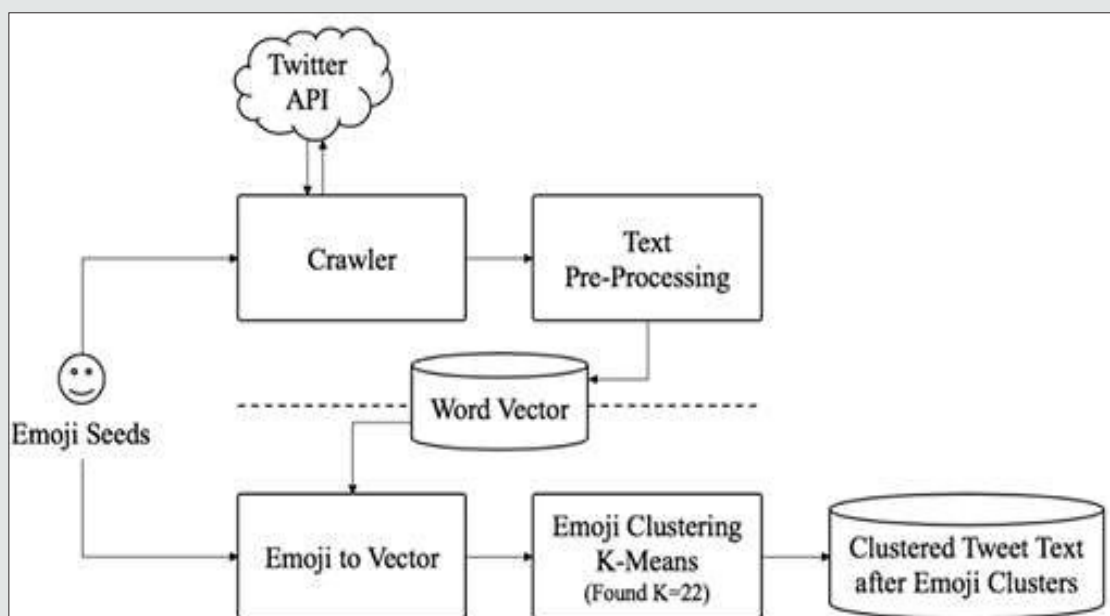 Twitter
API
Crawler
Text
Pre-Processing
Word Vector
Emoji Seeds
Emoji to Vector
Emoji Clustering
K-Means
(Found K=22)
Clustered Tweet Text
after Emoji Clusters